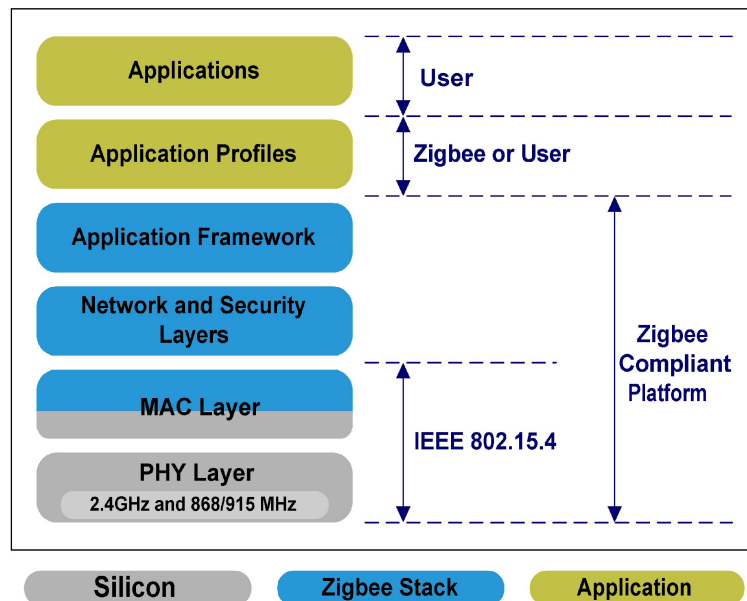 Applications
User
Application Profiles
Zigbee or User
Application Framework
Network and Security
Layers
Zigbee
Compliant
Platform
MAC Layer
IEEE 802.15.4
PHY Layer
2.4GHz and 868/915 MHz
Silicon
Zigbee Stack
Application